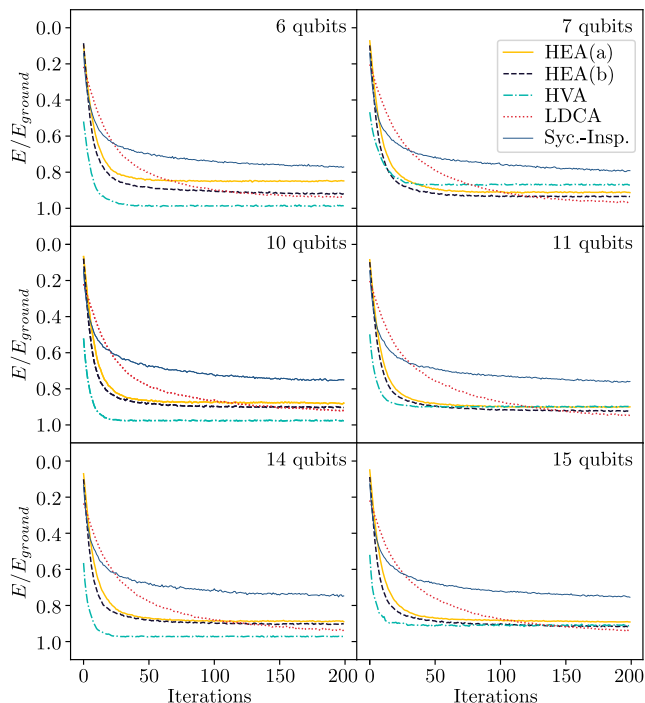 6 qubits
7 qubits
0.0
0.2
0.4
0.6
0.8
1.0
E/E_ground
HEA(a)
HEA(b)
HVA
LDCA
Syc.-Insp.
10 qubits
11 qubits
0.0
0.2
0.4
0.6
0.8
1.0
E/E_ground
14 qubits
15 qubits
0.0
0.2
0.4
0.6
0.8
1.0
E/E_ground
0 50 100 150 200 0 50 100 150 200
Iterations Iterations